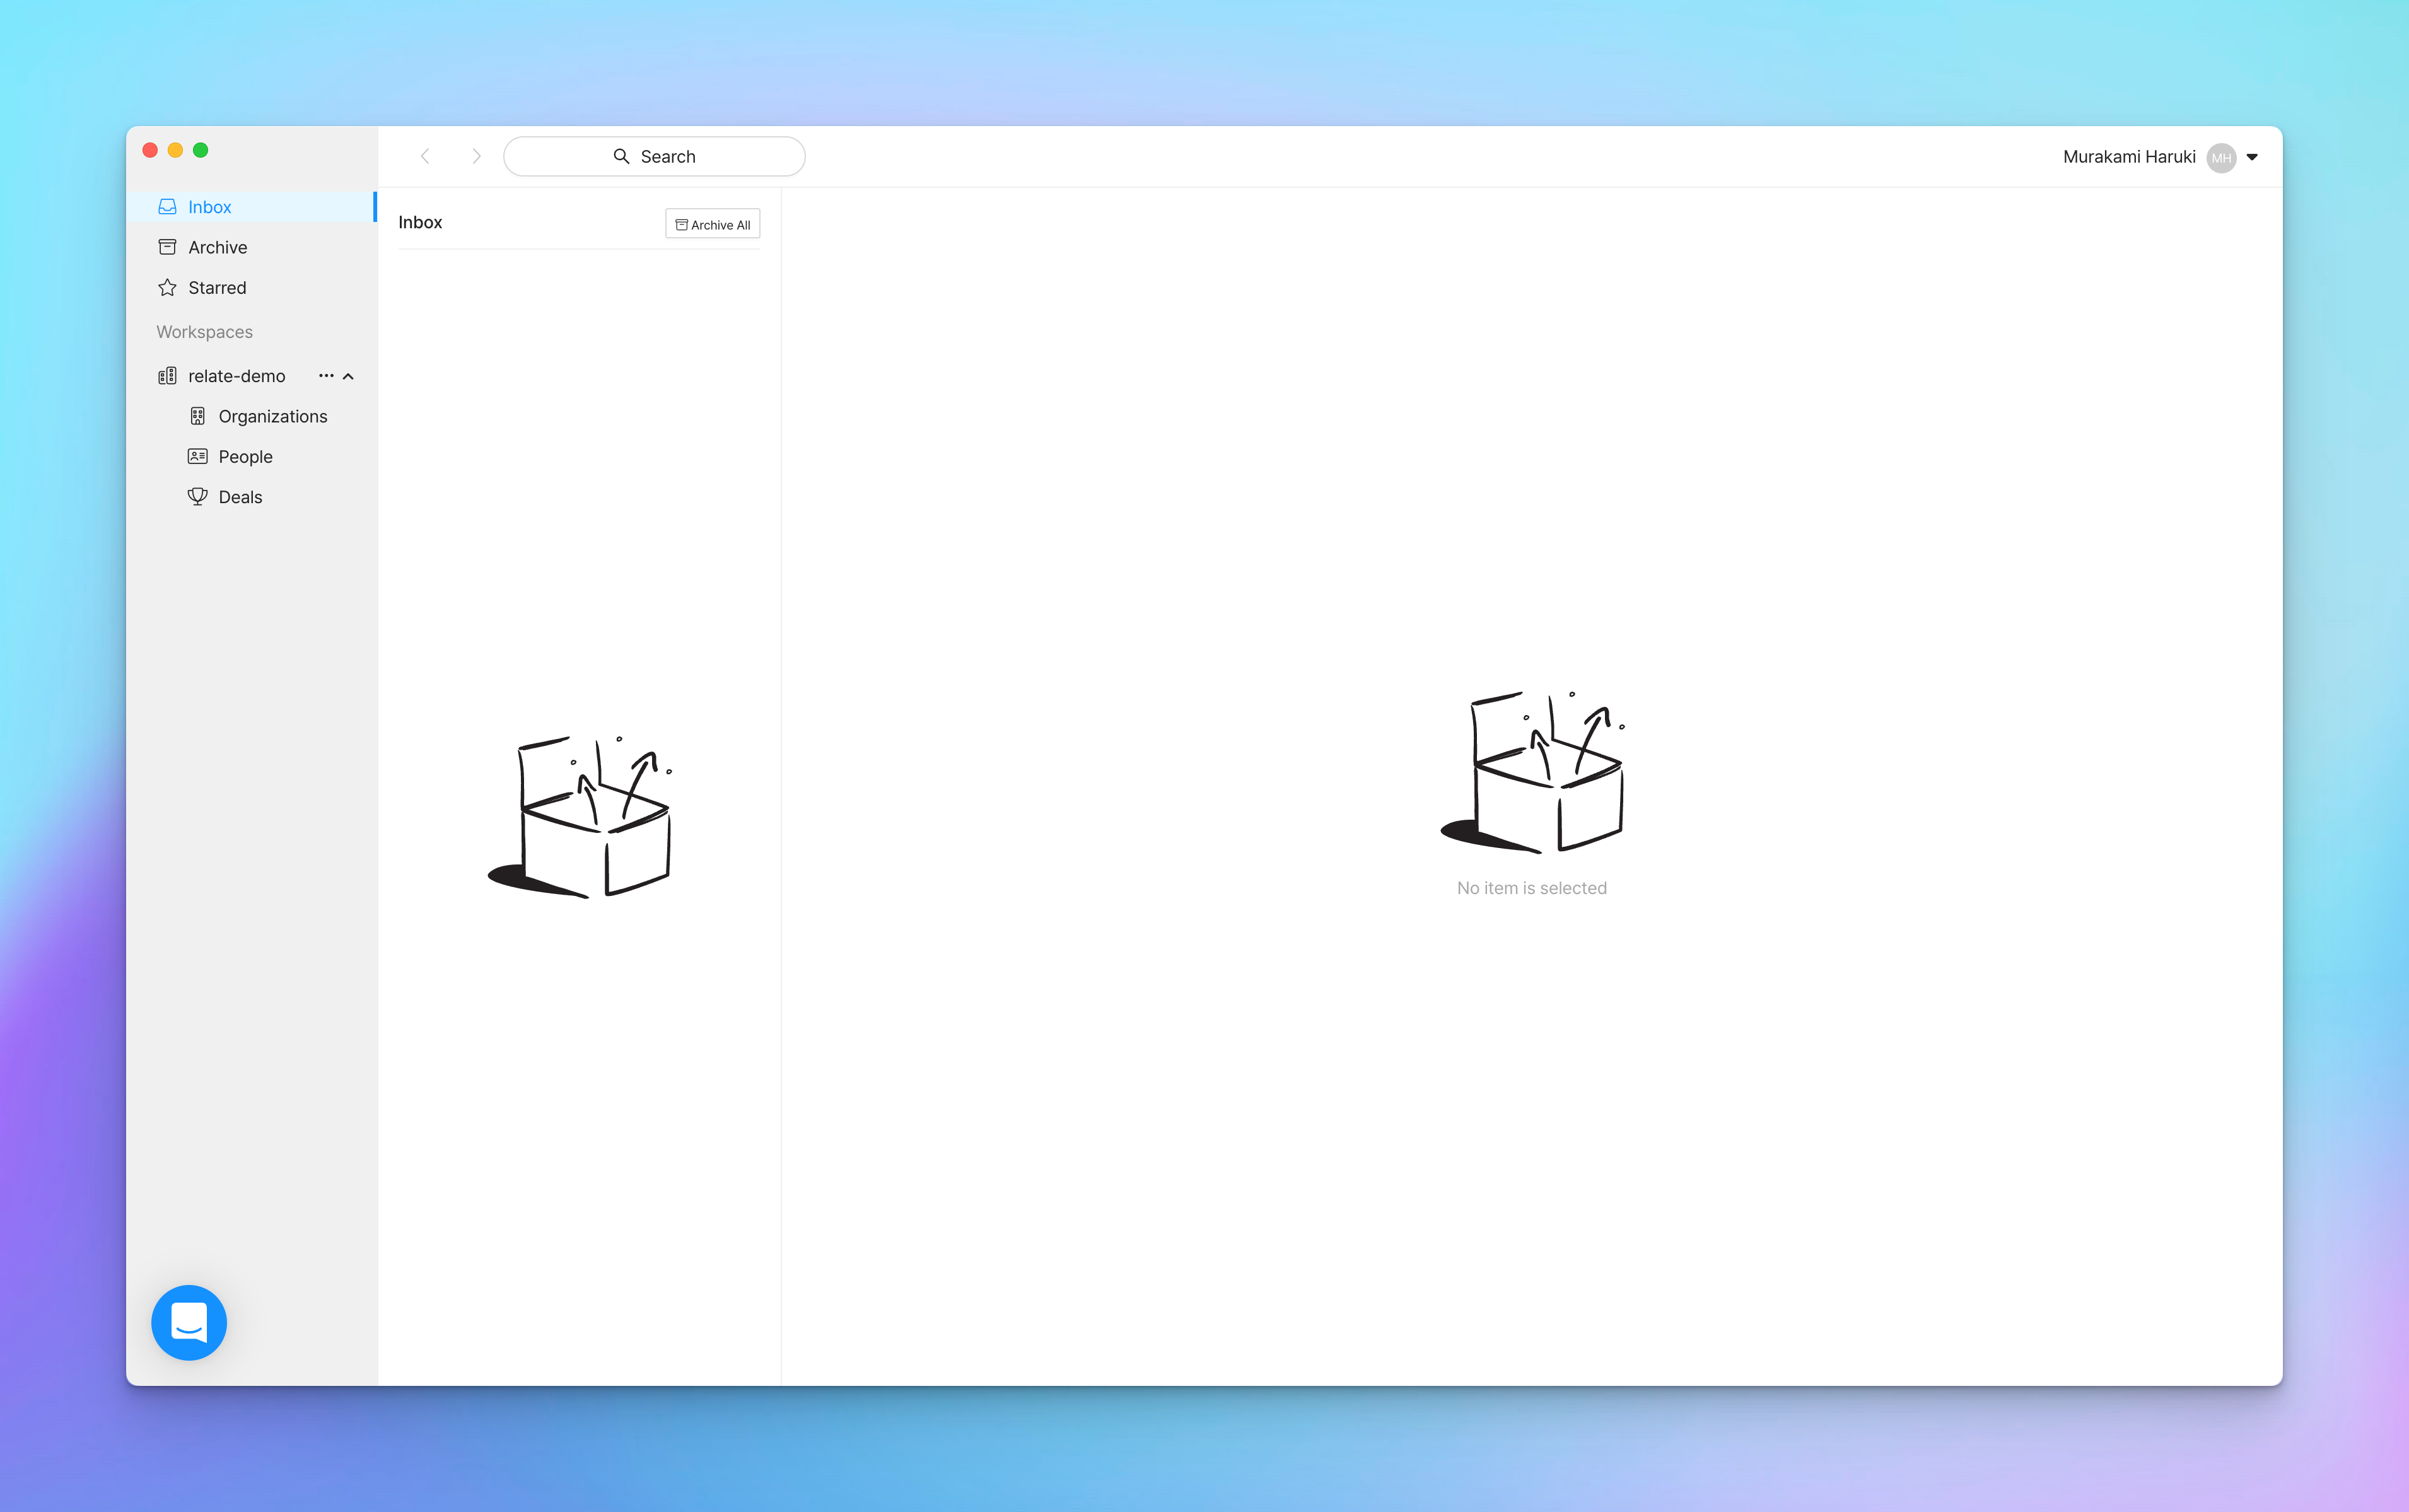 Search
Murakami Haruki
MH
Inbox
Archive
Starred
Workspaces
relate-demo
Organizations
People
Deals
Inbox
Archive All
No item is selected